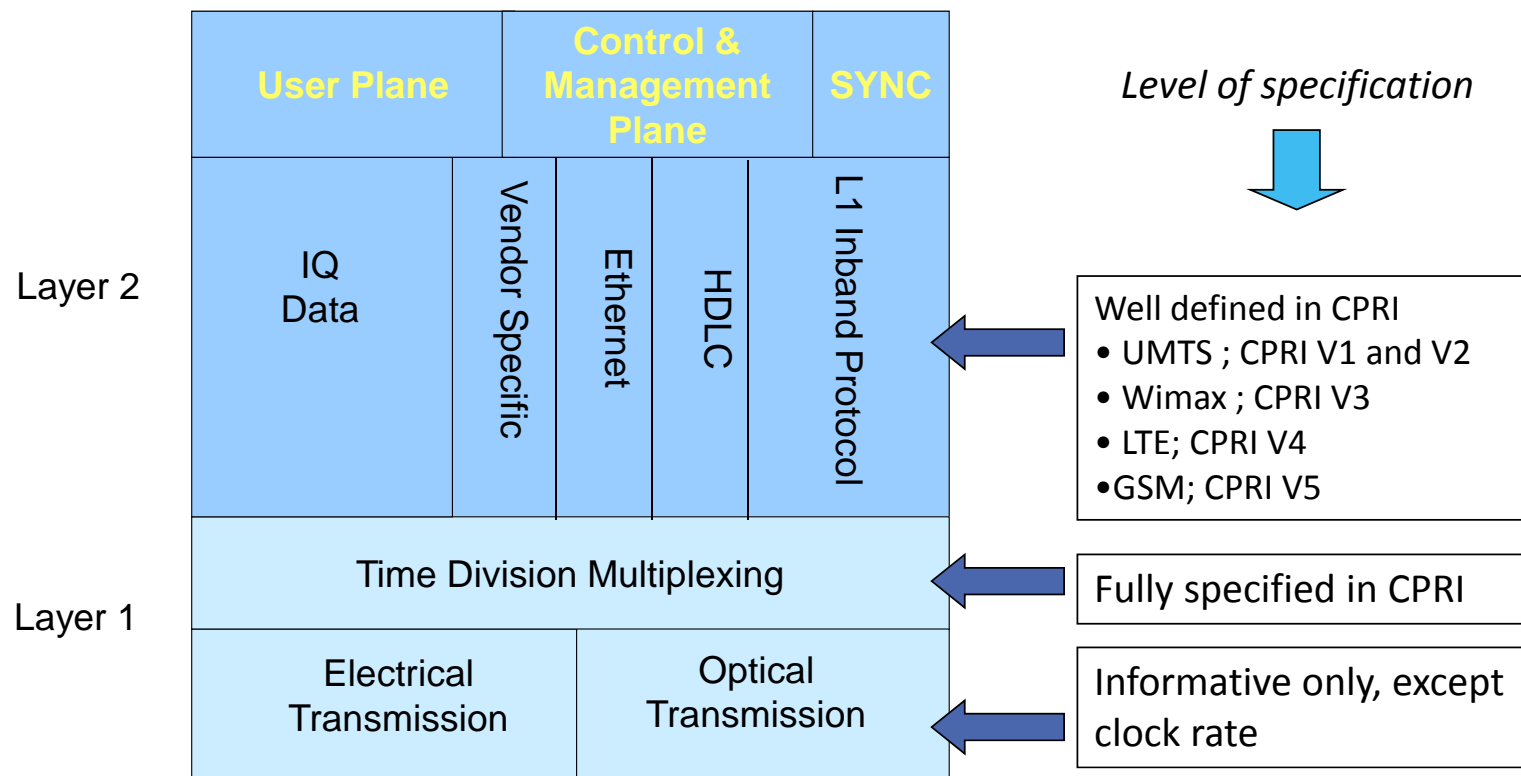 User Plane
Control &
Management
Plane
SYNC
Level of specification
Layer 2
IQ
Data
Vendor Specific
Ethernet
HDLC
L1 Inband Protocol
Well defined in CPRI
• UMTS ; CPRI V1 and V2
• Wimax ; CPRI V3
• LTE; CPRI V4
•GSM; CPRI V5
Layer 1
Time Division Multiplexing
Fully specified in CPRI
Electrical
Transmission
Optical
Transmission
Informative only, except
clock rate